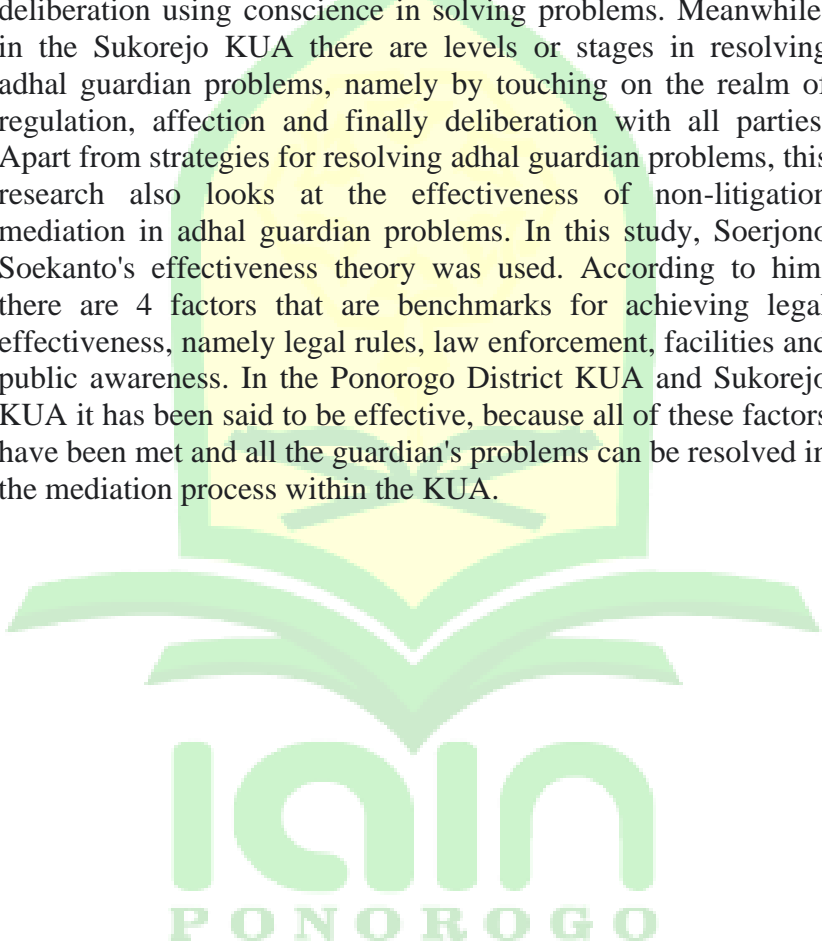 deliberation using conscience in solving problems. Meanwhile
in the Sukorejo KUA there are levels or stages in resolving
adhal guardian problems, namely by touching on the realm of
regulation, affection and finally deliberation with all parties
Apart from strategies for resolving adhal guardian problems, this
research also looks at the effectiveness of non-litigation
mediation in adhal guardian problems. In this study, Soerjono
Soekanto's effectiveness theory was used. According to him
there are 4 factors that are benchmarks for achieving legal
effectiveness, namely legal rules, law enforcement, facilities and
public awareness. In the Ponorogo District KUA and Sukorejo
KUA it has been said to be effective, because all of these factors
have been met and all the guardian's problems can be resolved in
the mediation process within the KUA.
iain
PONOROGO